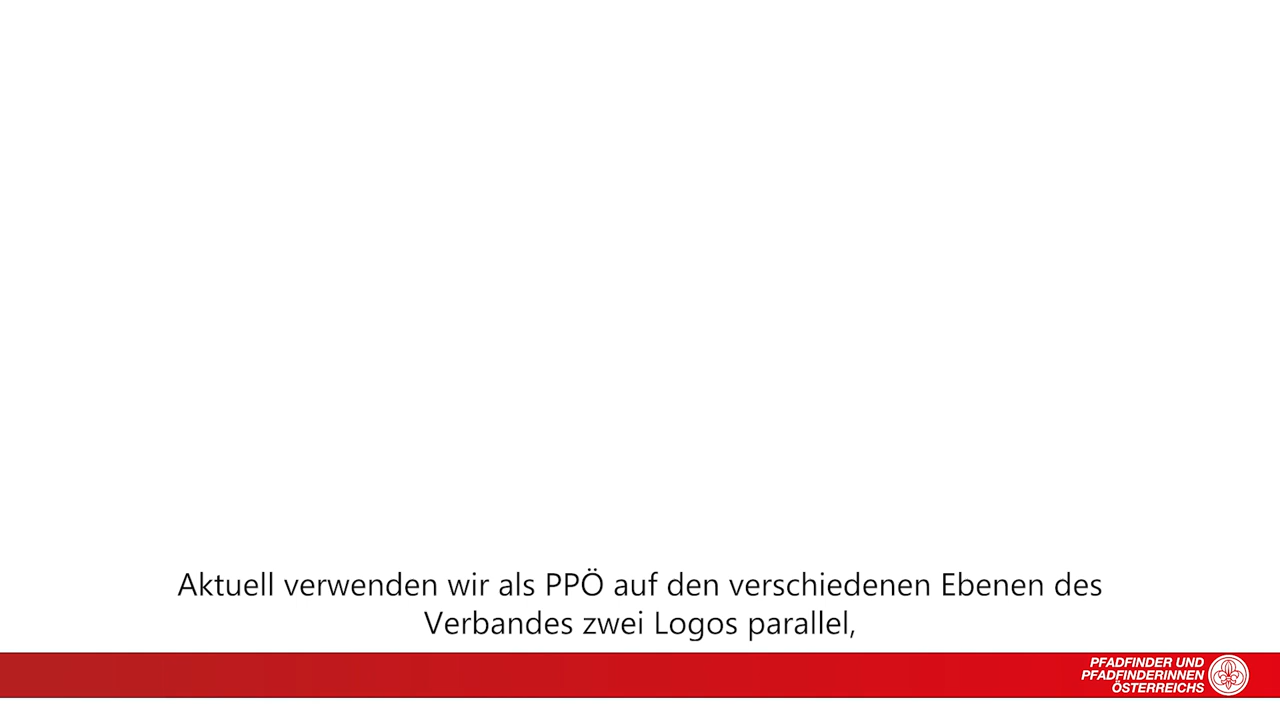 Aktuell verwenden wir als PPÖ auf den verschiedenen Ebenen des
Verbandes zwei Logos parallel,
PFADFINDER UND
PFADFINDERINNEN
ÖSTERREICHS